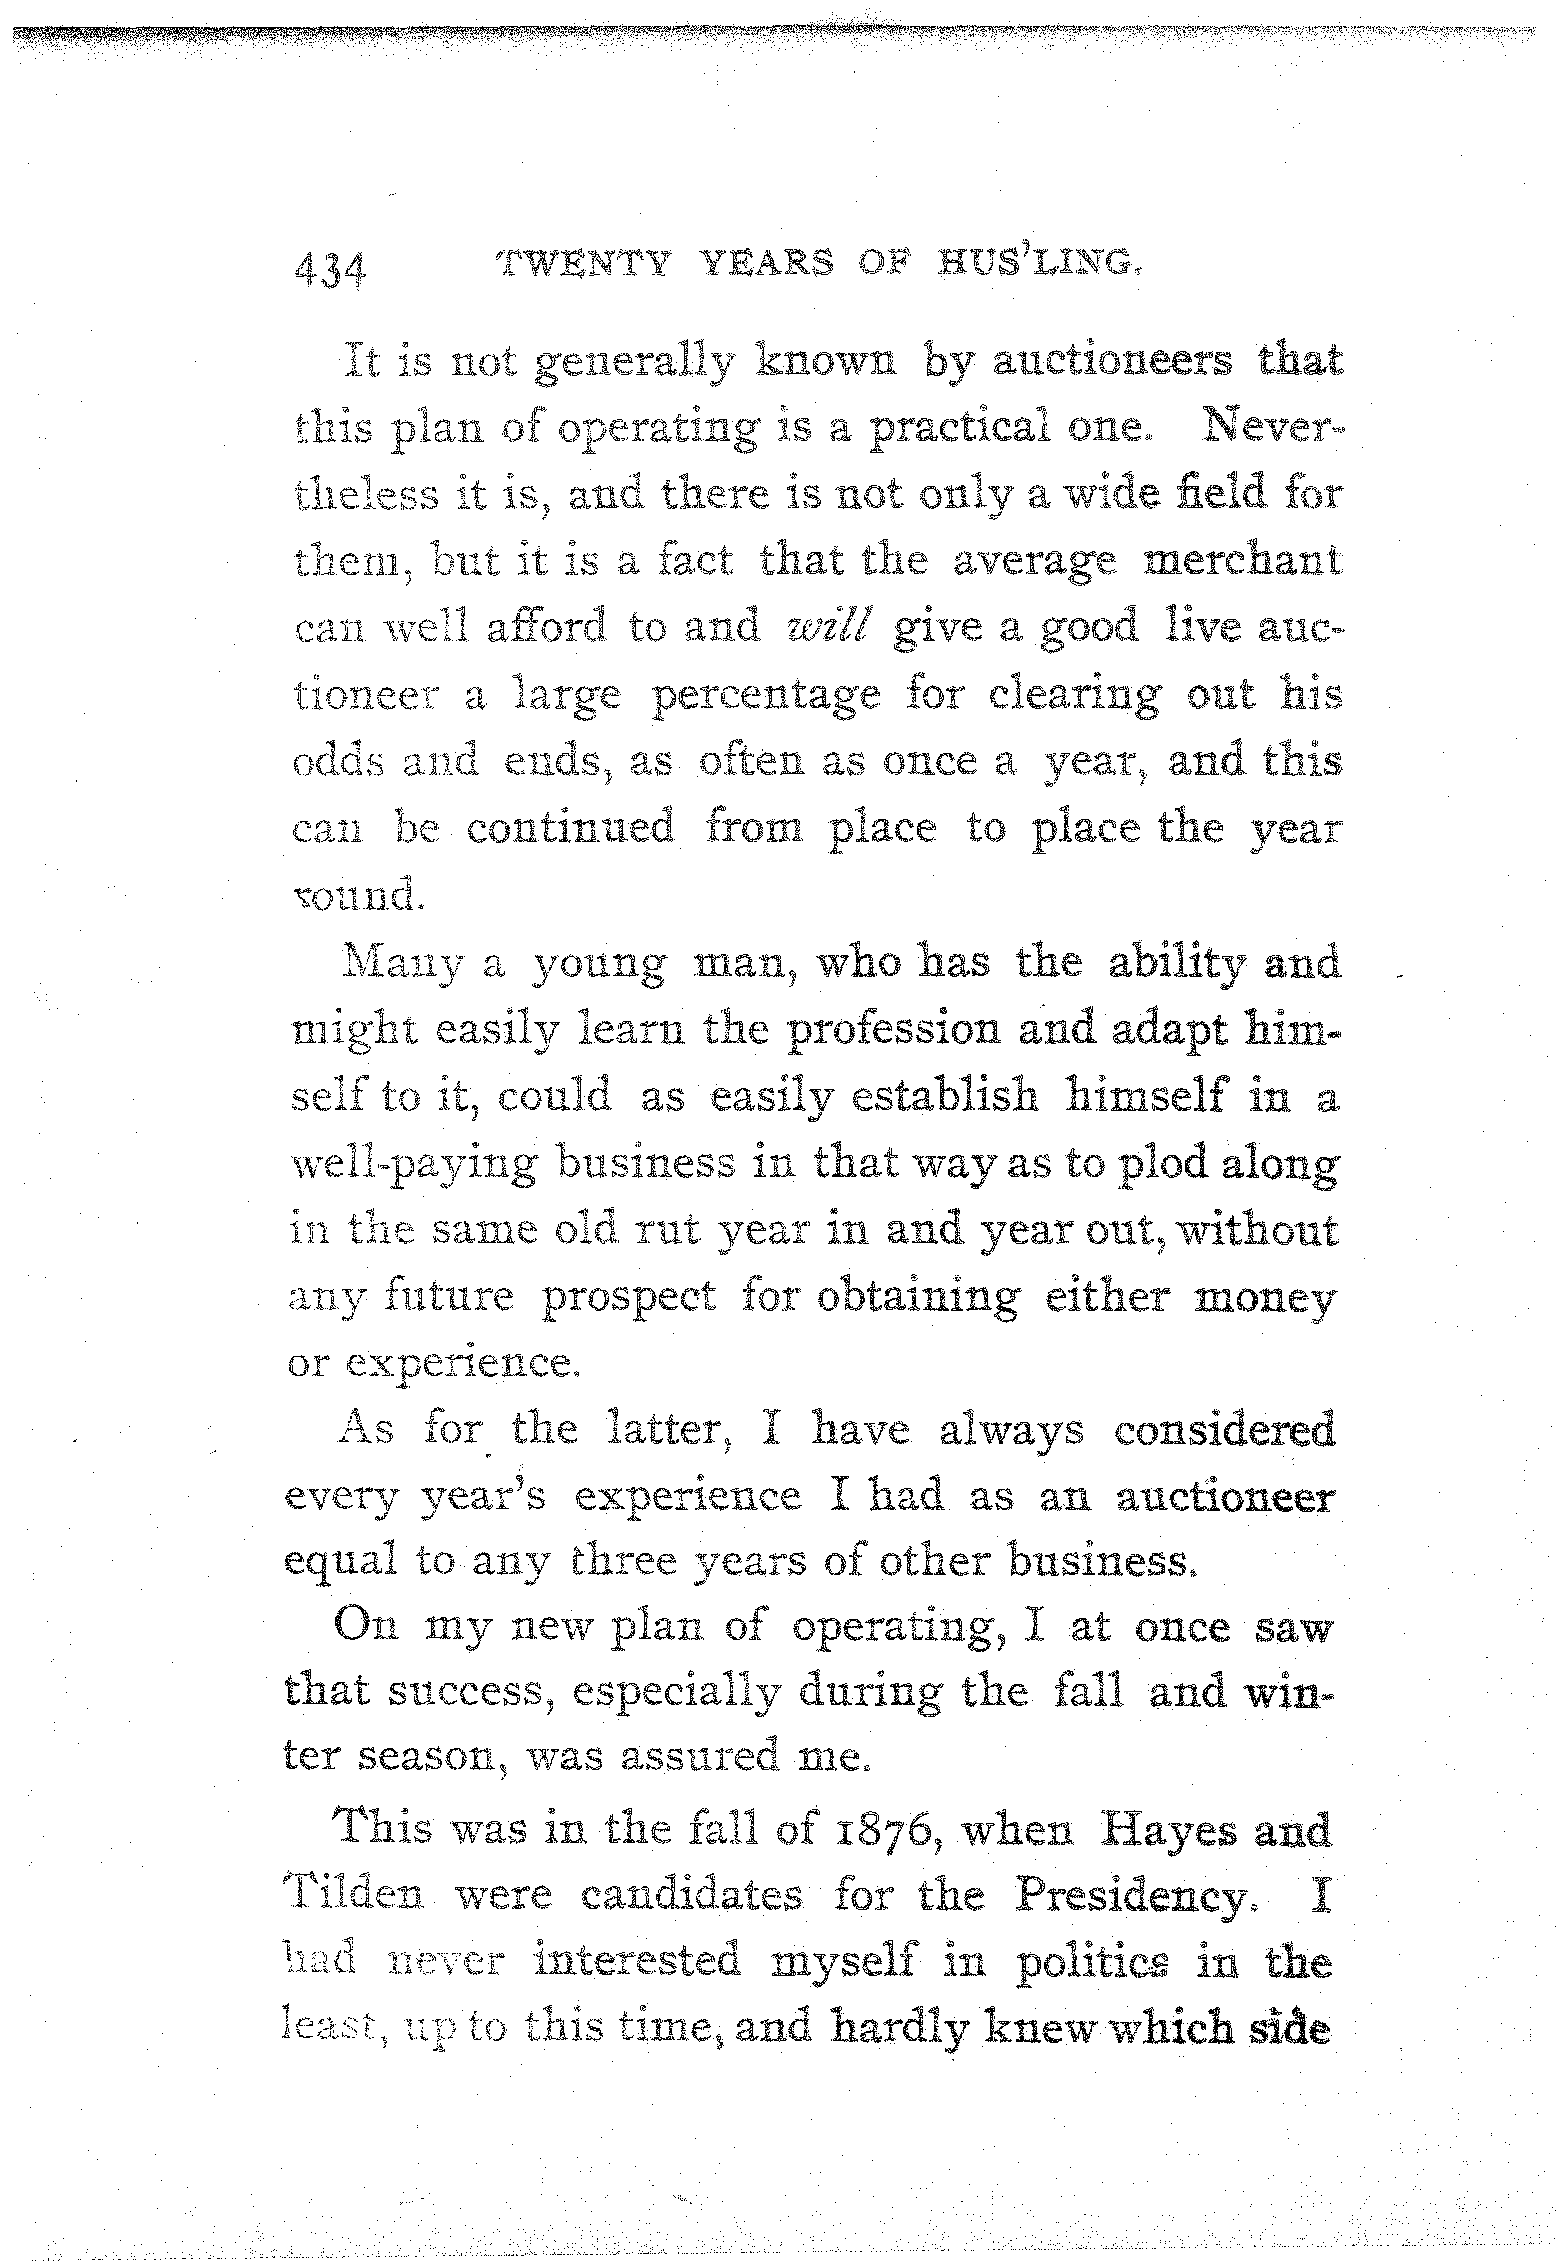 434 TWENTY YEARS OF HUS'LING.
It is not generally known by auctioneers that
this plan of operating is a practical one. Never-
theless it is, and there is not only a wide field for
them, but it is a fact that the average merchant
can well afford to and will give a good live auc-
tioneer a large percentage for clearing out his
odds and ends, as often as once a year, and this
can be continued from place to place the year
round.
Many a young man, who has the ability and
might easily learn the profession and adapt him-
self to it, could as easily establish himself in a
well-paying business in that way as to plod along
in the same old rut year in and year out, without
any future prospect for obtaining either money
or experience.
As for the latter, I have always considered
every year's experience I had as an auctioneer
equal to any three years of other business.
On my new plan of operating, I at once saw
that success, especially during the fall and win-
ter season, was assured me.
This was in the fall of 1876, when Hayes and
Tilden were candidates for the Presidency. I
had never interested myself in politics in the
least, up to this time, and hardly knew which side